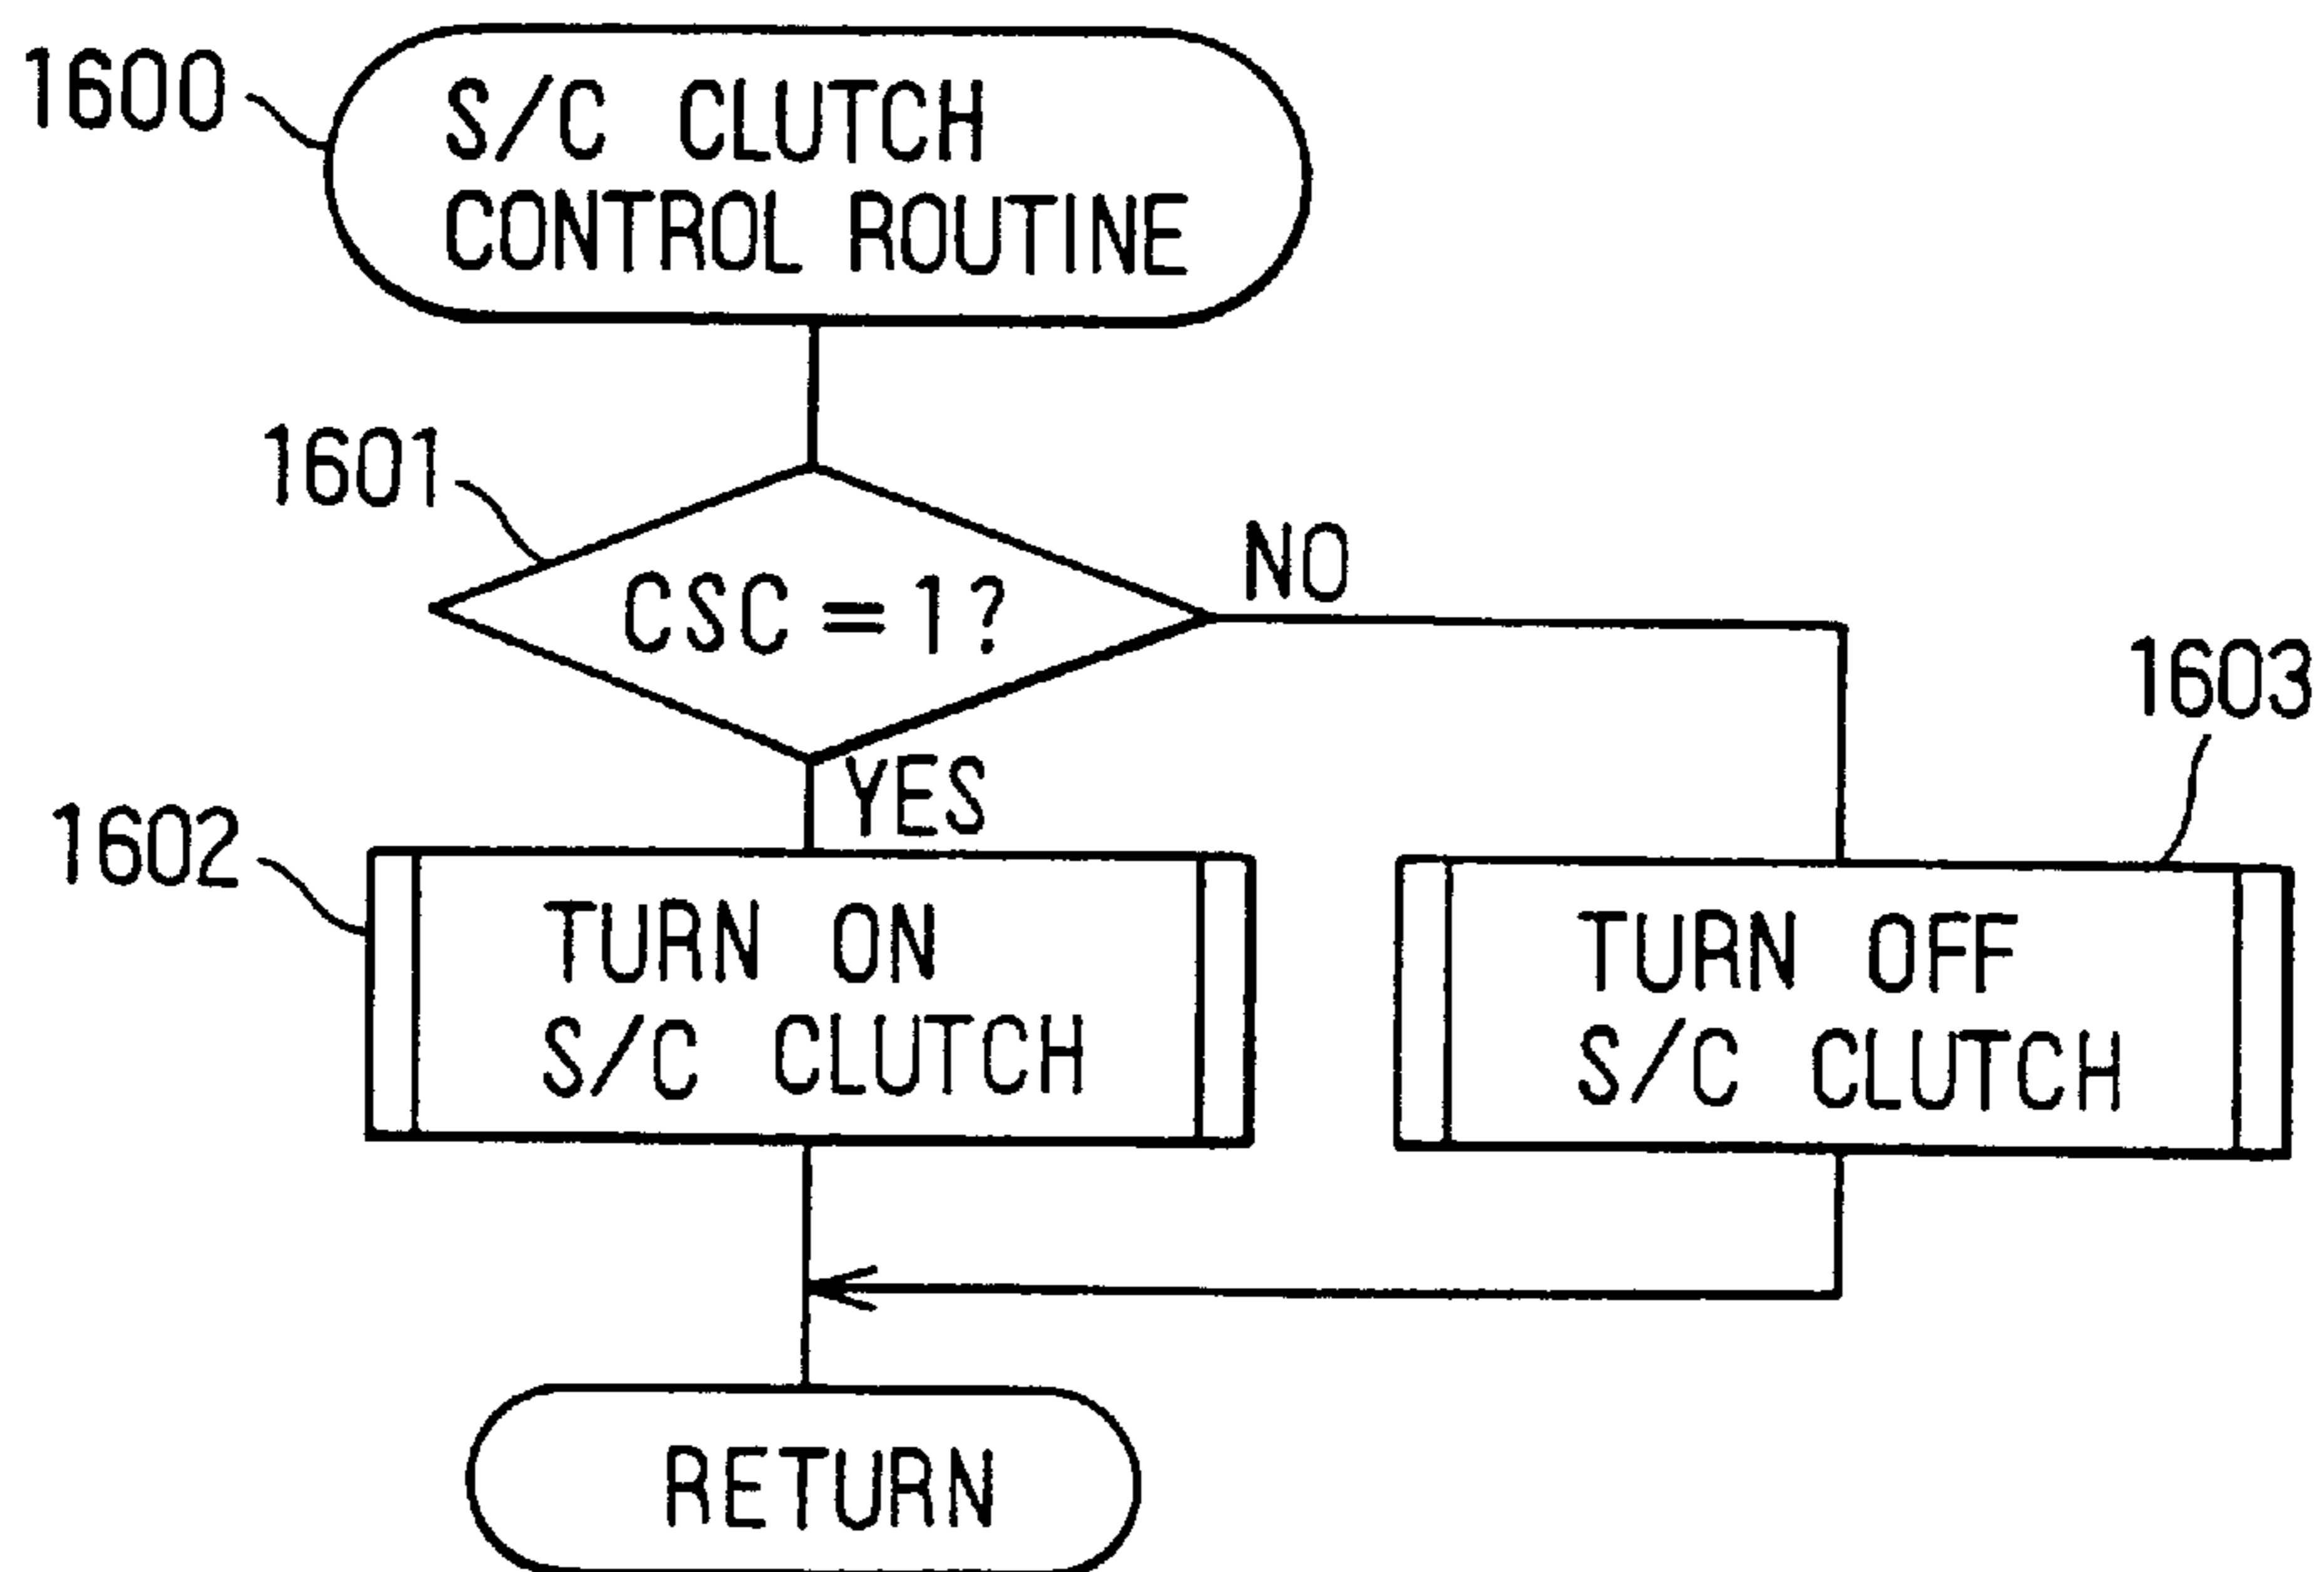 1600
S/C CLUTCH
CONTROL ROUTINE
1601
CSC=1?
NO
YES
1602
TURN ON
S/C CLUTCH
1603
TURN OFF
S/C CLUTCH
RETURN